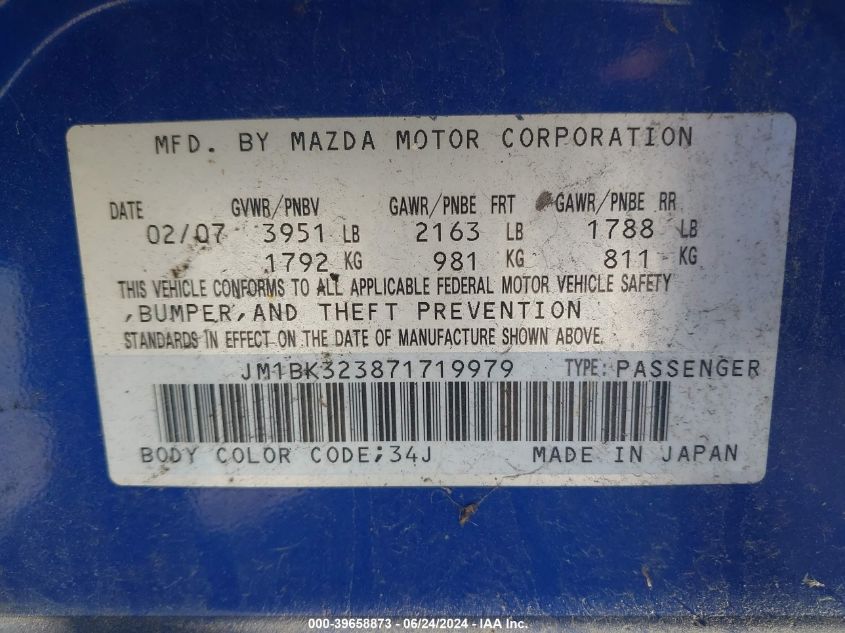 MFD. BY MAZDA MOTOR CORPORATION
DATE GVWR/PNBV GAWR/PNBE FRT GAWR/PNBE RR
02/07 3951 LB 2163 LB 1788 LB
1792 KG 981 KG 811 KG
THIS VEHICLE CONFORMS TO ALL APPLICABLE FEDERAL MOTOR VEHICLE SAFETY
,BUMPER,AND THEFT PREVENTION
STANDARDS IN EFFECT ON THE DATE OF MANUFACTURE SHOWN ABOVE.
JM1BK323871719979 TYPE: PASSENGER
BODY COLOR CODE;34J MADE IN JAPAN
000-39658873 - 06/24/2024 - IAA Inc.